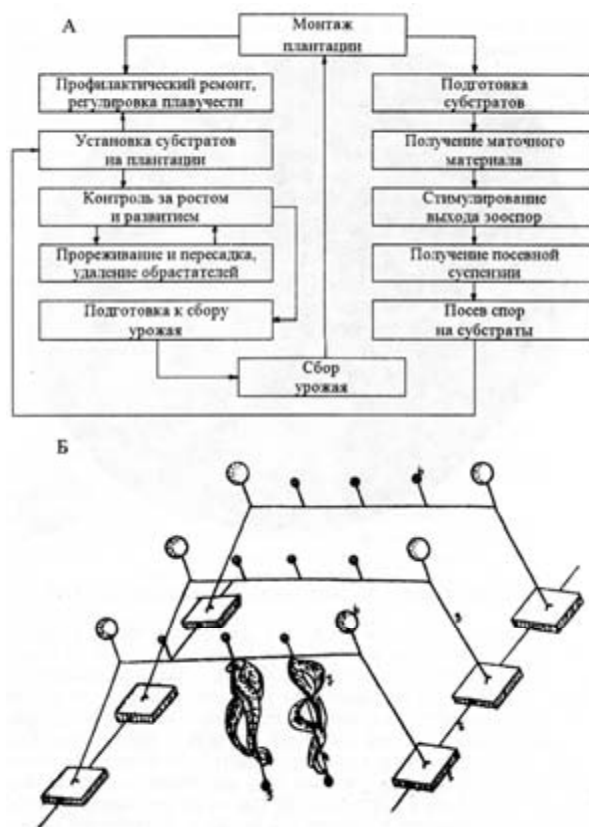 А
Монтаж
плантации
Профилактический ремонт,
регулировка плавучести
Установка субстратов
на плантации
Контроль за ростом
и развитием
Прореживание и пересадка,
удаление обрастателей
Подготовка к сбору
урожая
Сбор
урожая
Подготовка
субстратов
Получение маточного
материала
Стимулирование
выхода зооспор
Получение посевной
суспензии
Посев спор
на субстраты
Б